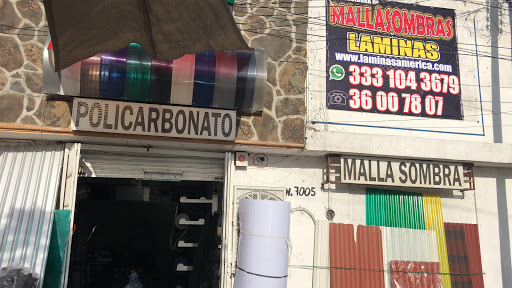 MALLASOMBRAS
LAMINAS
www.laminasamerica.com
333 104 3679
36 00 78 07
POLICARBONATO
MALLA SOMBRA
N. 7005